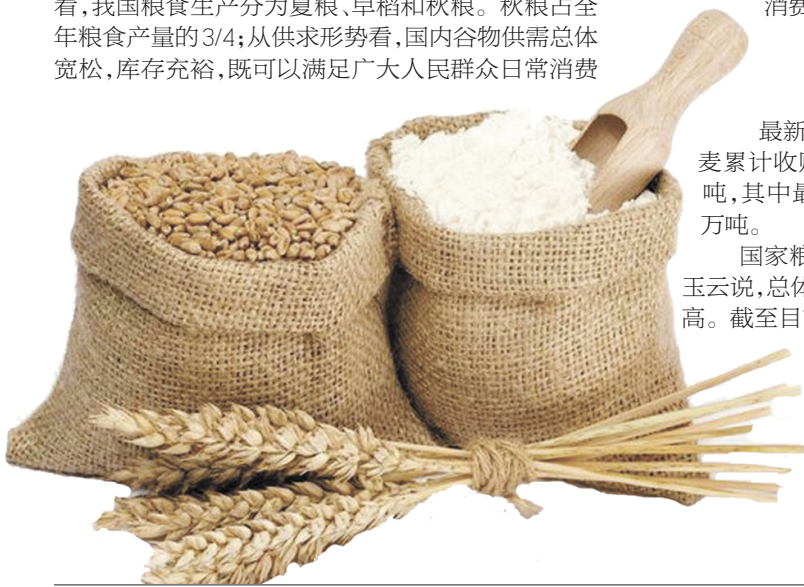 看,我国粮食生产分为夏粮、早稻和秋粮。秋粮占全
年粮食产量的3/4;从供求形势看,国内谷物供需总体
宽松,库存充裕,既可以满足广大人民群众日常消费
消费
最新
麦累计收购
吨,其中最
万吨。
国家粮
玉云说,总体
高。截至目前